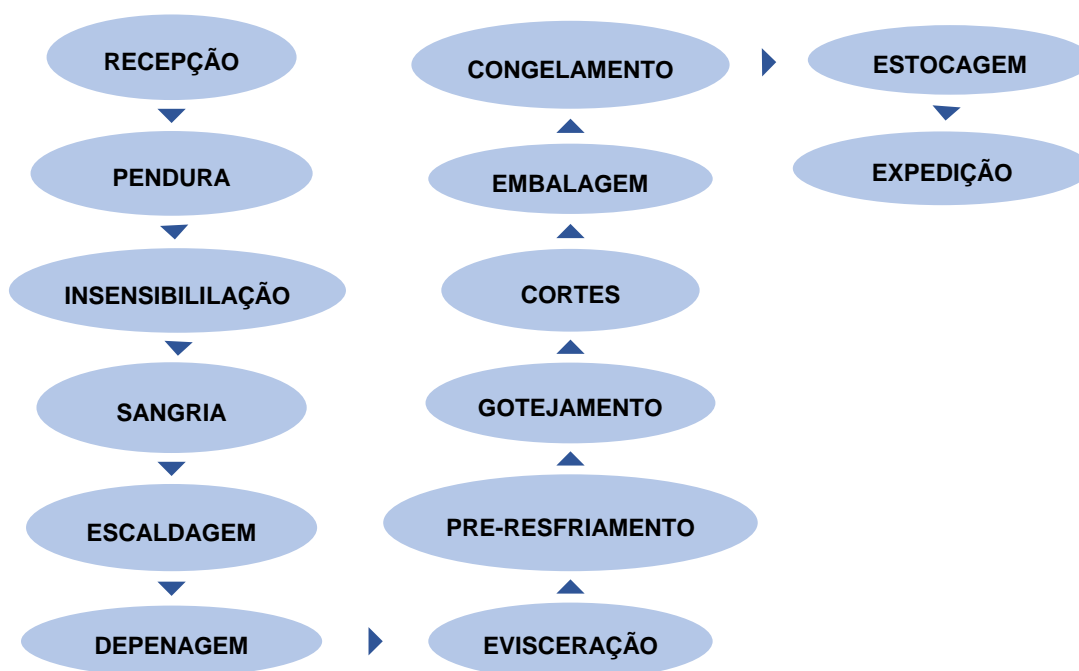 RECEPÇÃO
PENDURA
INSENSIBILILAÇÃO
SANGRIA
ESCALDAGEM
DEPENAGEM
EVISCERAÇÃO
PRE-RESFRIAMENTO
GOTEJAMENTO
CORTES
EMBALAGEM
CONGELAMENTO
ESTOCAGEM
EXPEDIÇÃO